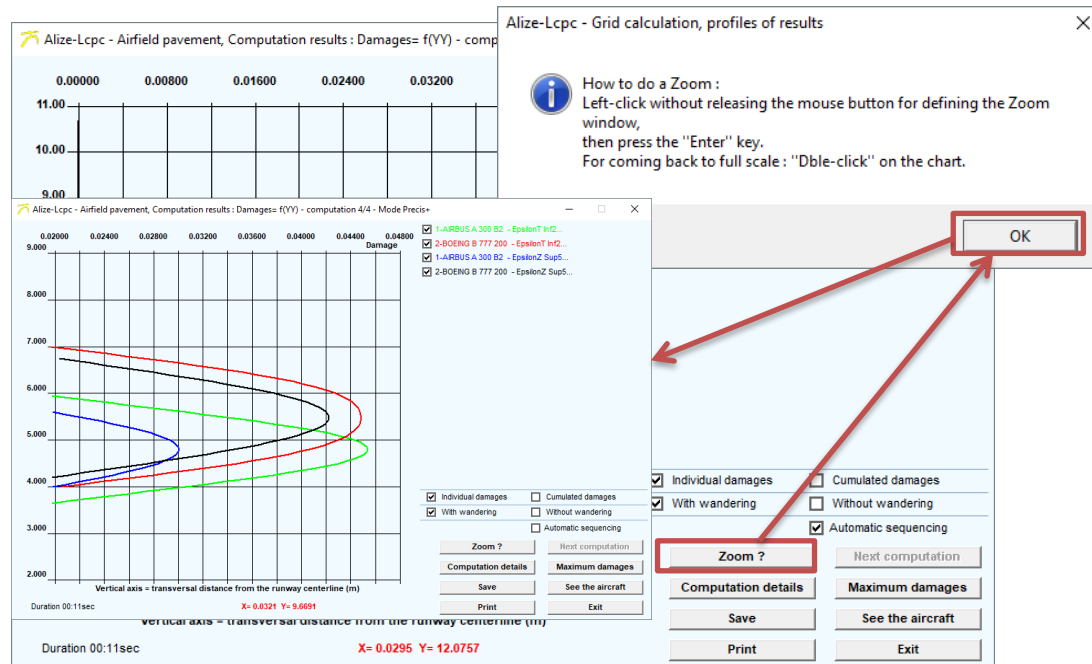 Alize-Lcpc - Airfield pavement, Computation results : Damages= f(YY) - comp
0.00000 0.00800 0.01600 0.02400 0.03200
11.00
10.00
9.00
Alize-Lcpc - Grid calculation, profiles of results
How to do a Zoom :
Left-click without releasing the mouse button for defining the Zoom
window,
then press the "Enter" key.
For coming back to full scale : "Dble-click" on the chart.
OK
Alize-Lcpc - Airfield pavement, Computation results : Damages= f(YY) - computation 4/4 - Mode Precis+
0.02000 0.02400 0.02800 0.03200 0.03600 0.04000 0.04400 0.04800
Damage
9.000
8.000
7.000
6.000
5.000
4.000
3.000
2.000
1-AIRBUS A 300 B2 - EpsilonT Inf2...
2-BOEING B 777 200 - EpsilonT Inf2...
1-AIRBUS A 300 B2 - EpsilonZ Sup5...
2-BOEING B 777 200 - EpsilonZ Sup5...
Individual damages Cumulated damages
With wandering Without wandering
Automatic sequencing
Zoom ? Next computation
Computation details Maximum damages
Save See the aircraft
Print Exit
Vertical axis = transversal distance from the runway centerline (m)
Duration 00:11sec X= 0.0321 Y= 9.6691
Individual damages Cumulated damages
With wandering Without wandering
Automatic sequencing
Zoom ? Next computation
Computation details Maximum damages
Save See the aircraft
Print Exit
Vertical axis = transversal distance from the runway centerline (m)
Duration 00:11sec X= 0.0295 Y= 12.0757